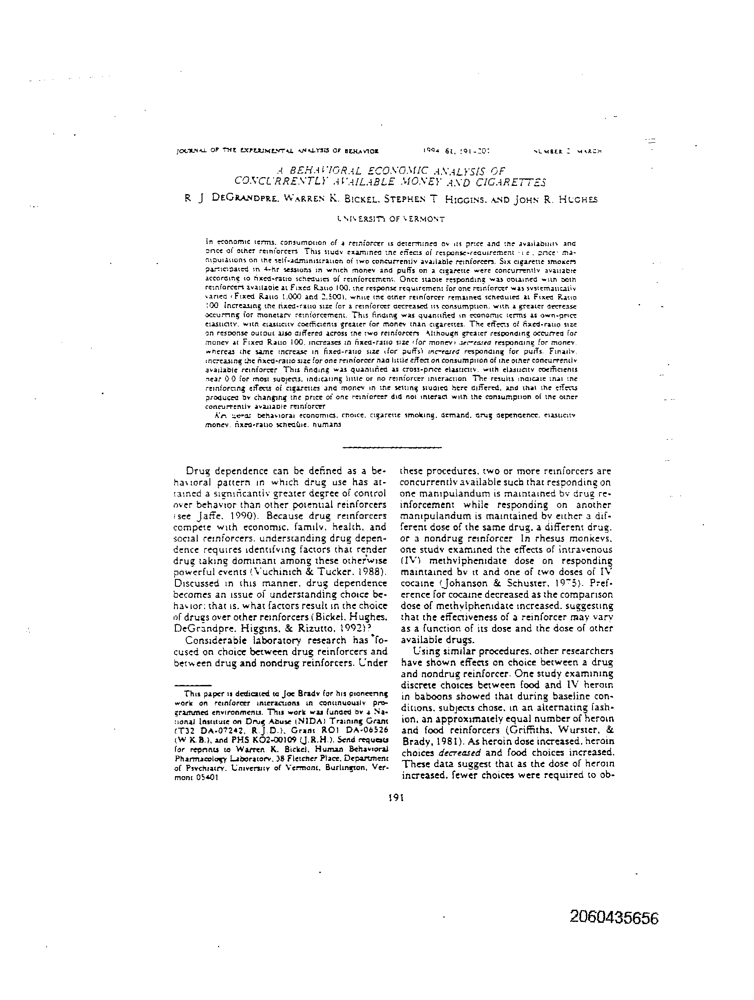 JOURNAL OF THE EXPERIMENTAL ANALYSIS OF BEHAVIOR 1994, 61, 191-201 NUMBER 2 MARCH
A BEHAVIORAL ECONOMIC ANALYSIS OF
CONCURRENTLY AVAILABLE MONEY AND CIGARETTES
R J DEGRANDPRE, WARREN K. BICKEL, STEPHEN T HIGGINS, AND JOHN R. HUGHES
UNIVERSITY OF VERMONT
In economic terms, consumption of a reinforcer is determined by its price and the availability and
price of other reinforcers. This study examined the effects of response-requirement (i.e., price) ma-
nipulations on the self-administration of two concurrently available reinforcers. Six cigarette smokers
participated in 4-hr sessions in which money and puffs on a cigarette were concurrently available
according to fixed-ratio schedules of reinforcement. Once stable responding was obtained with both
reinforcers available at Fixed Ratio 100, the response requirement for one reinforcer was systematically
varied (Fixed Ratio 1,000 and 2,500), while the other reinforcer remained scheduled at Fixed Ratio
100. Increasing the fixed-ratio size for a reinforcer decreased its consumption, with a greater decrease
occurring for monetary reinforcement. This finding was quantified in economic terms as own-price
elasticity, with elasticity coefficients greater for money than cigarettes. The effects of fixed-ratio size
on response output also differed across the two reinforcers. Although greater responding occurred for
money at Fixed Ratio 100, increases in fixed-ratio size (for money) decreased responding for money,
whereas the same increase in fixed-ratio size (for puffs) increased responding for puffs. Finally,
increasing the fixed-ratio size for one reinforcer had little effect on consumption of the other concurrently
available reinforcer. This finding was quantified as cross-price elasticity, with elasticity coefficients
near 0.0 for most subjects, indicating little or no reinforcer interaction. The results indicate that the
reinforcing effects of cigarettes and money in the setting studied here differed, and that the effects
produced by changing the price of one reinforcer did not interact with the consumption of the other
concurrently available reinforcer
Key words: behavioral economics, choice, cigarette smoking, demand, drug dependence, elasticity
money, fixed-ratio schedule, humans
Drug dependence can be defined as a be-
havioral pattern in which drug use has at-
tained a significantly greater degree of control
over behavior than other potential reinforcers
(see Jaffe, 1990). Because drug reinforcers
compete with economic, family, health, and
social reinforcers, understanding drug depen-
dence requires identifying factors that render
drug taking dominant among these otherwise
powerful events (Vuchinich & Tucker, 1988).
Discussed in this manner, drug dependence
becomes an issue of understanding choice be-
havior; that is, what factors result in the choice
of drugs over other reinforcers (Bickel, Hughes,
DeGrandpre, Higgins, & Rizutto, 1992)?
Considerable laboratory research has fo-
cused on choice between drug reinforcers and
between drug and nondrug reinforcers. Under
This paper is dedicated to Joe Brady for his pioneering
work on reinforcer interactions in continuously pro-
grammed environments. This work was funded by a Na-
tional Institute on Drug Abuse (NIDA) Training Grant
(T32 DA-07242, R.J.D.), Grant RO1 DA-06526
(W.K.B.), and PHS KO2-00109 (J.R.H.). Send requests
for reprints to Warren K. Bickel, Human Behavioral
Pharmacology Laboratory, 38 Fletcher Place, Department
of Psychiatry, University of Vermont, Burlington, Ver-
mont 05401
these procedures, two or more reinforcers are
concurrently available such that responding on
one manipulandum is maintained by drug re-
inforcement while responding on another
manipulandum is maintained by either a dif-
ferent dose of the same drug, a different drug,
or a nondrug reinforcer In rhesus monkeys,
one study examined the effects of intravenous
(IV) methylphenidate dose on responding
maintained by it and one of two doses of IV
cocaine (Johanson & Schuster, 1975). Pref-
erence for cocaine decreased as the comparison
dose of methylphenidate increased, suggesting
that the effectiveness of a reinforcer may vary
as a function of its dose and the dose of other
available drugs.
Using similar procedures, other researchers
have shown effects on choice between a drug
and nondrug reinforcer. One study examining
discrete choices between food and IV heroin
in baboons showed that during baseline con-
ditions, subjects chose, in an alternating fash-
ion, an approximately equal number of heroin
and food reinforcers (Griffiths, Wurster, &
Brady, 1981). As heroin dose increased, heroin
choices decreased and food choices increased.
These data suggest that as the dose of heroin
increased, fewer choices were required to ob-
191
2060435656